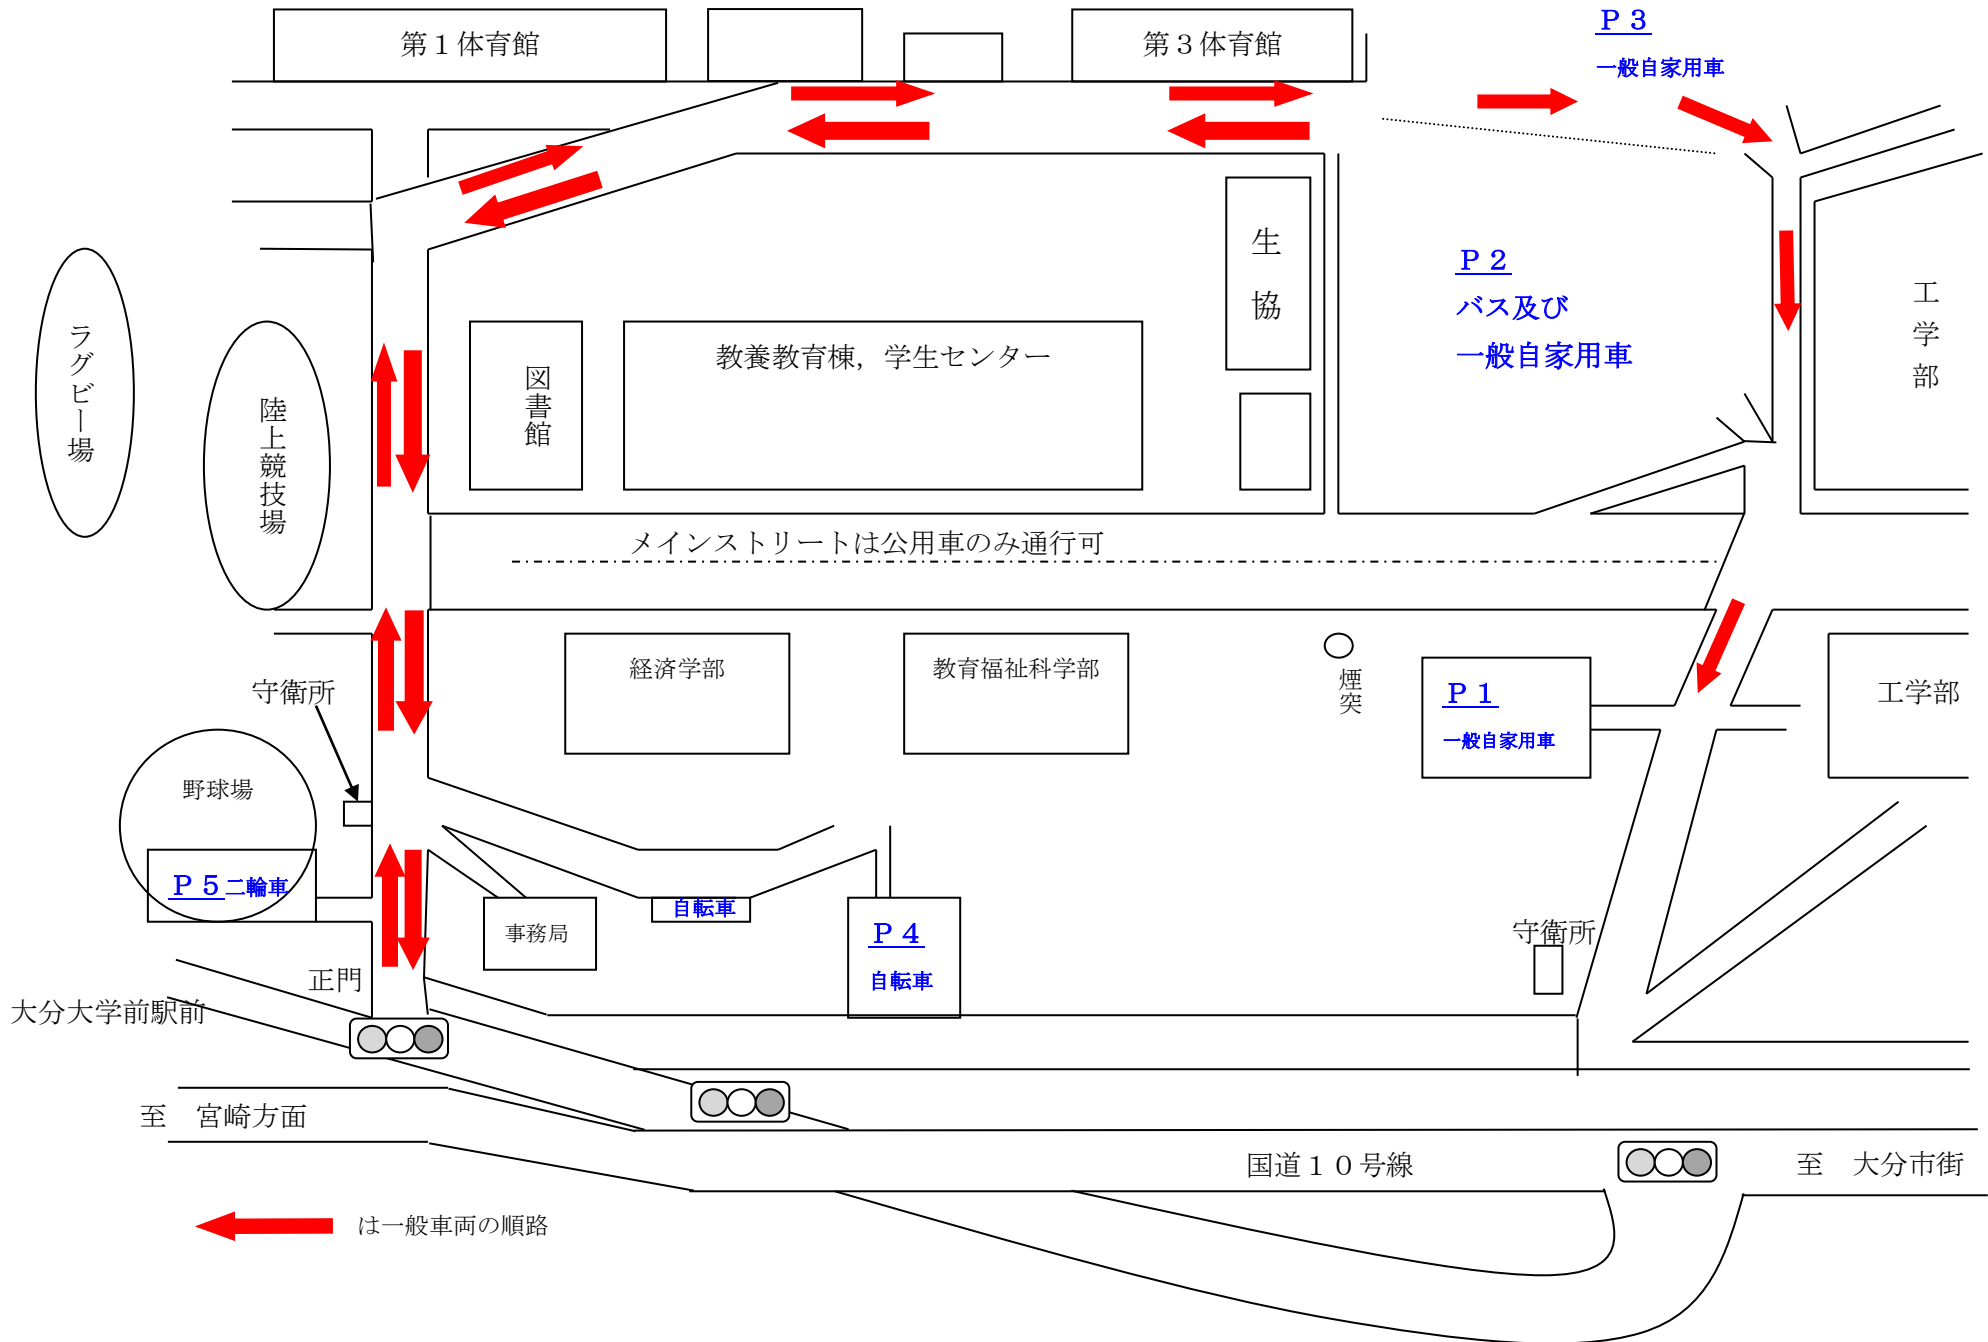 第１体育館
第３体育館
Ｐ３
一般自家用車
生協
Ｐ２
バス及び
一般自家用車
工学部
ラグビー場
陸上競技場
図書館
教養教育棟，学生センター
メインストリートは公用車のみ通行可
経済学部
教育福祉科学部
煙突
Ｐ１
一般自家用車
工学部
守衛所
野球場
Ｐ５二輪車
事務局
自転車
Ｐ４
自転車
守衛所
正門
大分大学前駅前
至　宮崎方面
国道１０号線
至　大分市街
は一般車両の順路